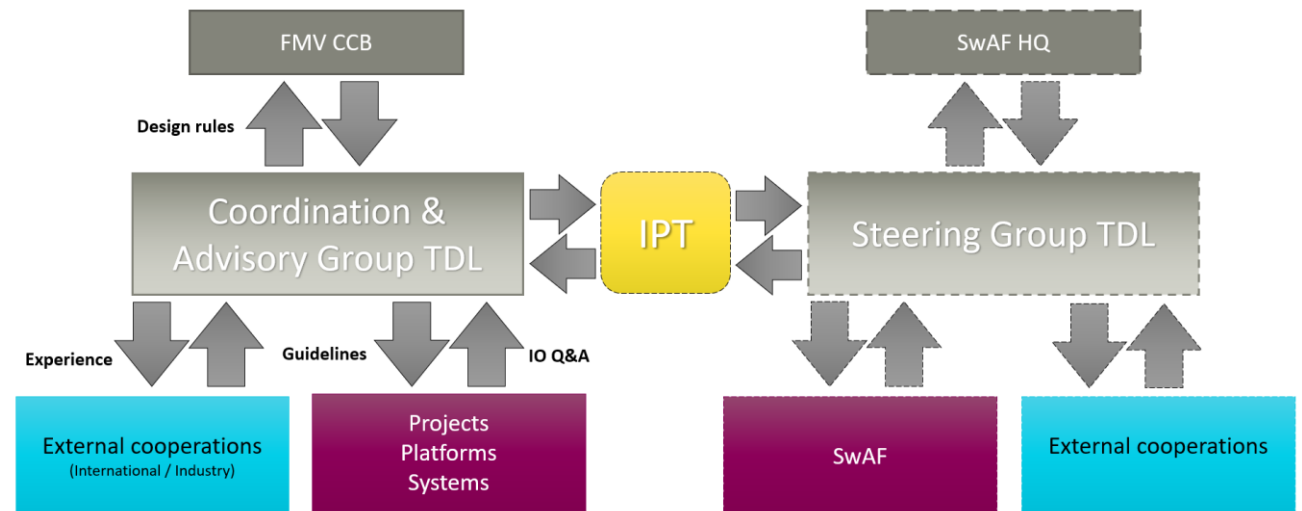 FMV CCB
SwAF HQ
Design rules
Coordination &
Advisory Group TDL
IPT
Steering Group TDL
Experience
Guidelines
IO Q&A
External cooperations
(International / Industry)
Projects
Platforms
Systems
SwAF
External cooperations